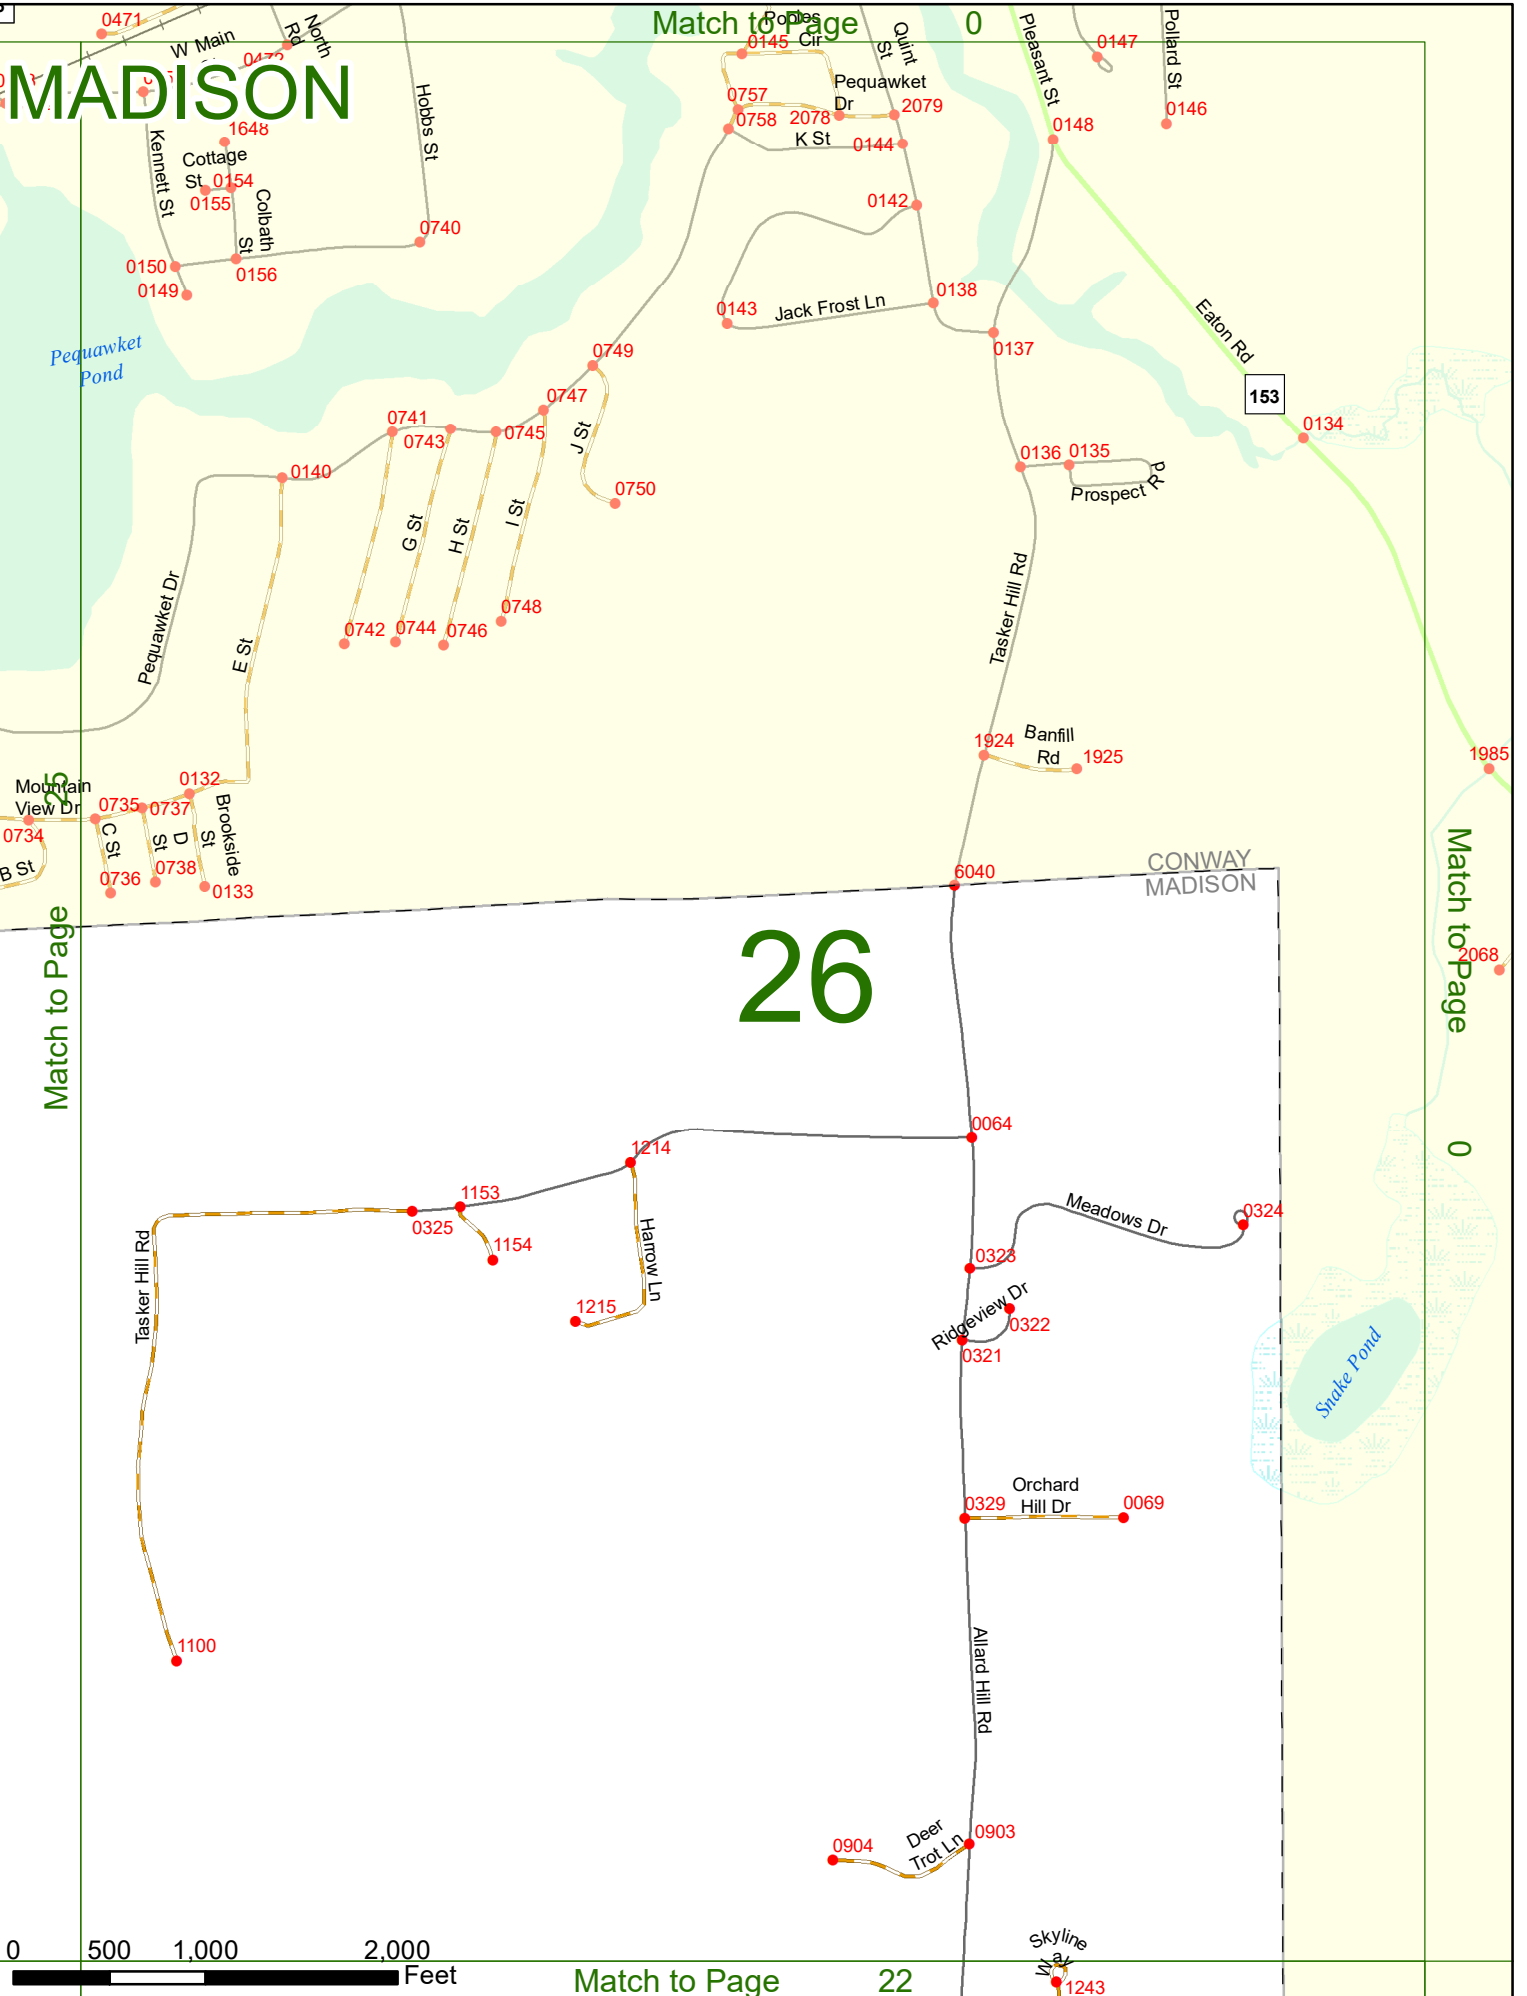 Match to Page 0
MADISON
0471
W Main
North
Rd
0472
Hobbs St
Kennett St
1648
Cottage
St
0154
0155
Colbath
St
0740
0150
0156
0149
Pequawket
Pond
Poples
Cir
0145
Quint
St
Pequawket
Dr
0757
2078
2079
0758
K St
0144
0142
Pleasant St
0147
Pollard St
0146
0148
0143
Jack Frost Ln
0138
0137
Eaton Rd
153
0134
0749
0747
0741
0743
0745
J St
0750
0140
G St
H St
I St
0136
0135
Prospect
Rd
Pequawket Dr
E St
0742
0744
0746
0748
Tasker Hill Rd
1924
Banfill
Rd
1925
1985
Mountain
View Dr
0734
B St
0735
0737
0132
C St
D
St
Brookside
St
0736
0738
0133
Match to Page
25
6040
CONWAY
MADISON
26
Match to Page 0
2068
0064
1214
1153
0325
1154
Harrow Ln
1215
Tasker Hill Rd
Meadows Dr
0324
0323
Ridgeview Dr
0322
0321
Snake Pond
Orchard
Hill Dr
0329
0069
1100
Allard Hill Rd
0904
Deer
Trot Ln
0903
Skyline
Way
1243
0 500 1,000 2,000
Feet
Match to Page 22